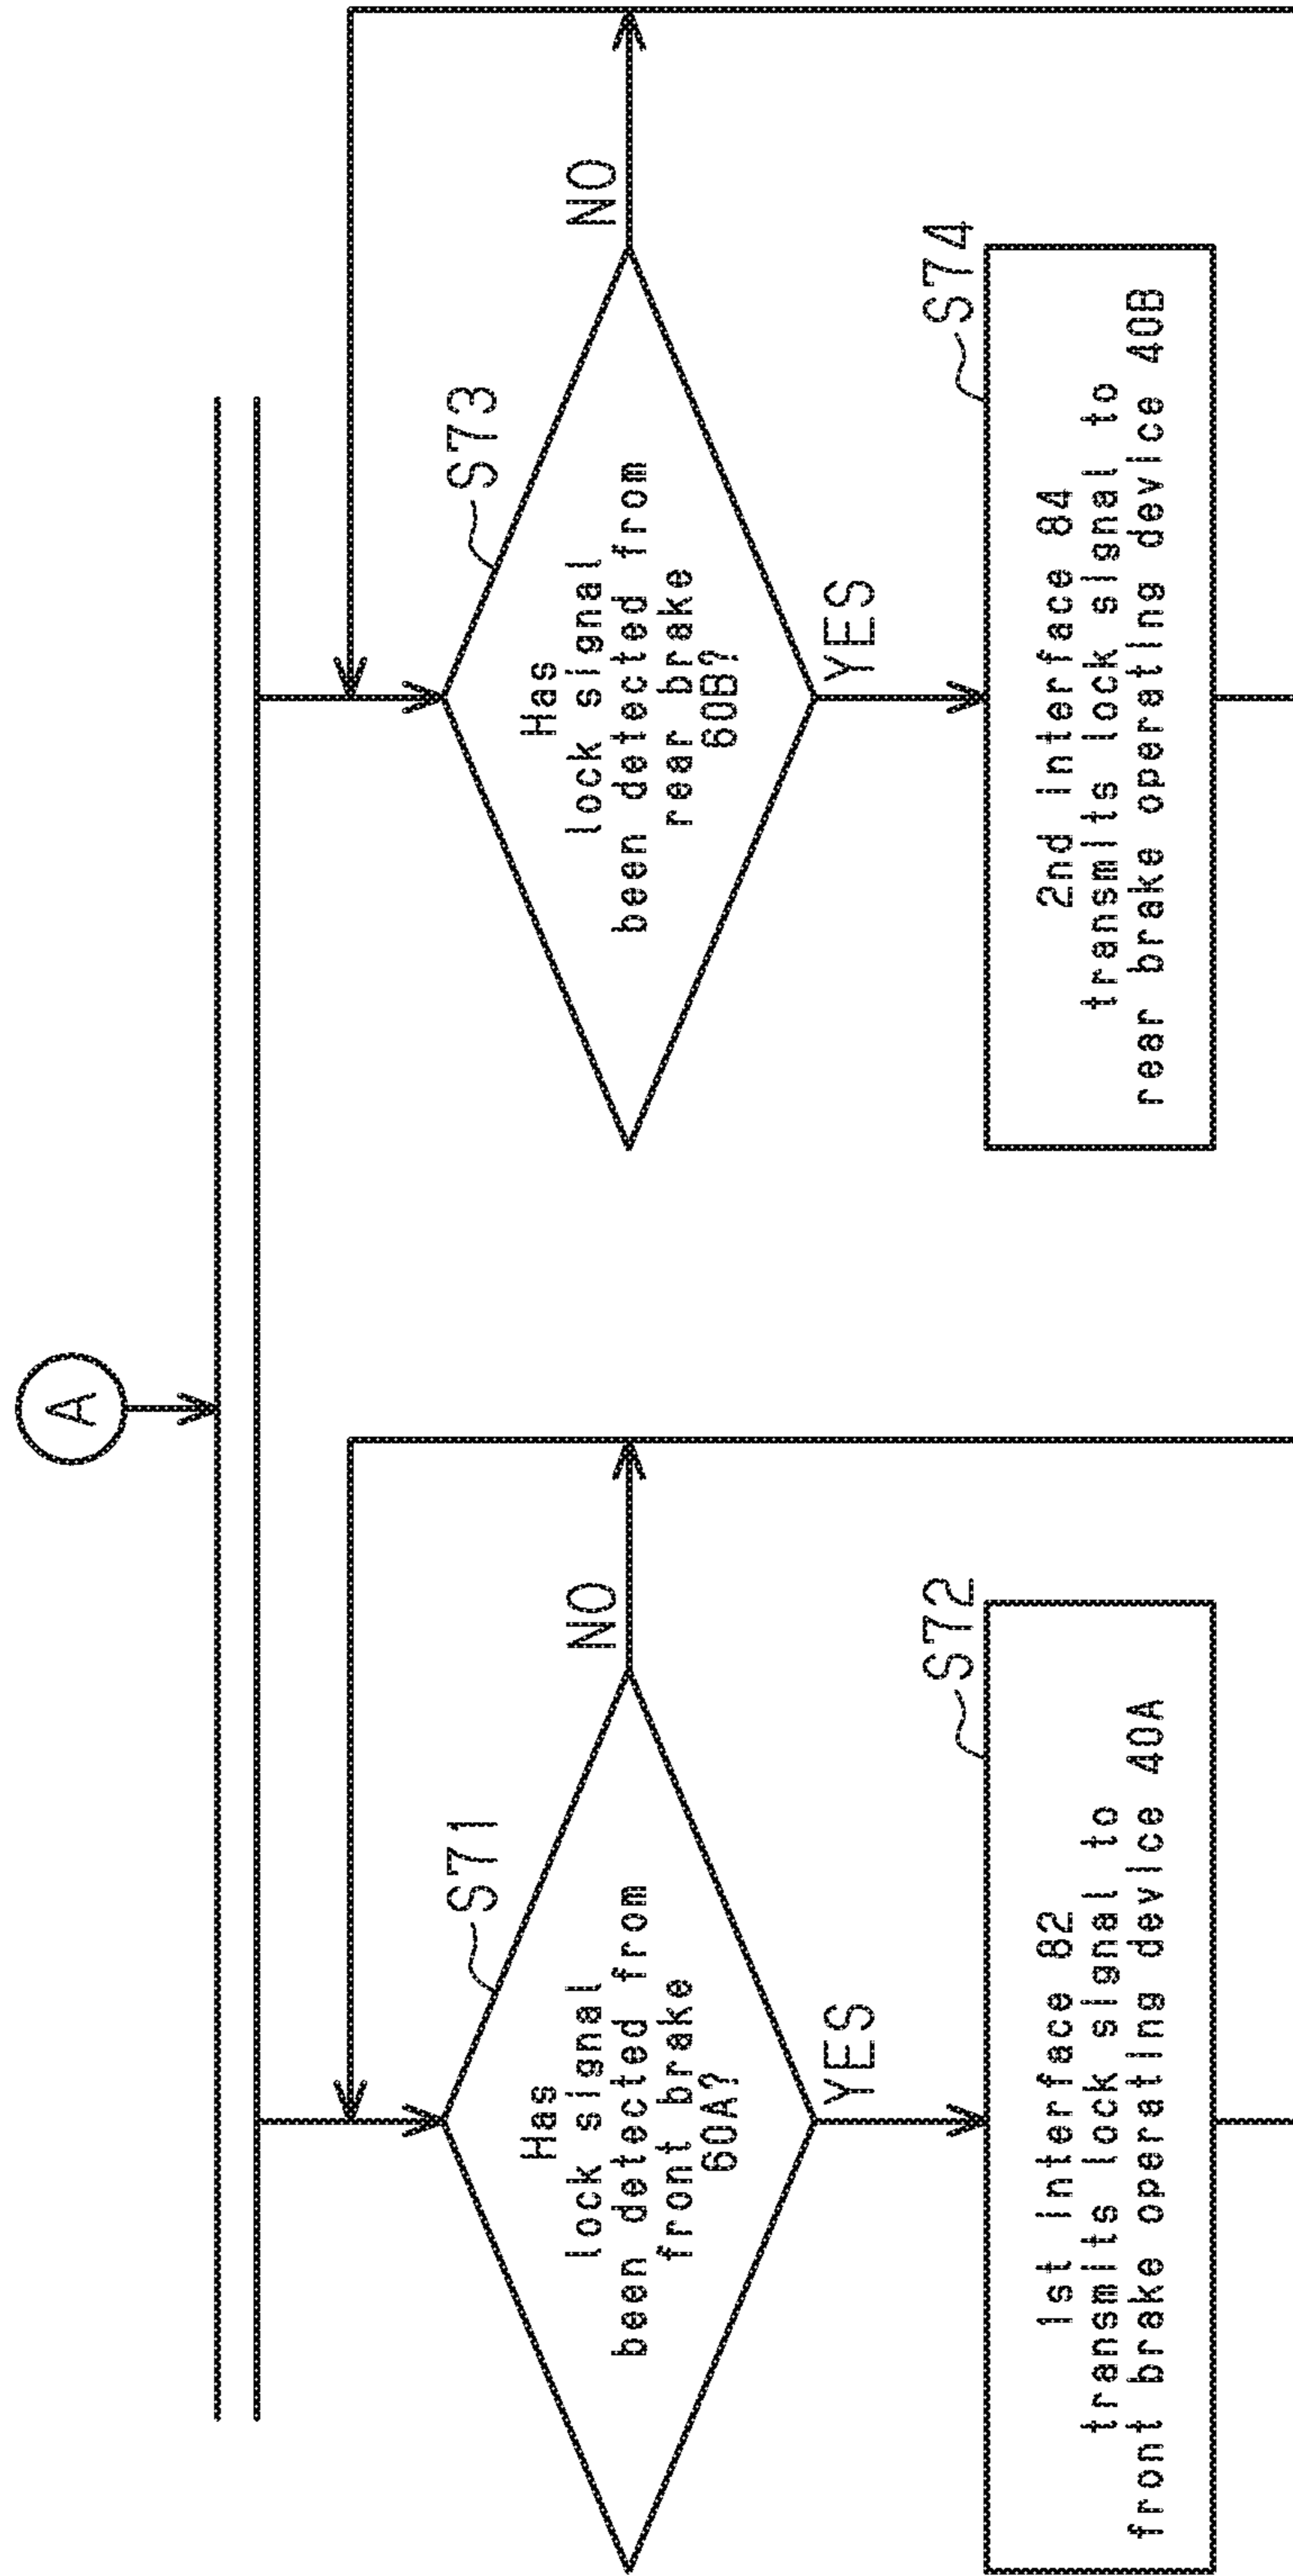 A
S71
Has
lock signal
been detected from
front brake
60A?
NO
YES
S72
1st interface 82
transmits lock signal to
front brake operating device 40A
S73
Has
lock signal
been detected from
rear brake
60B?
NO
YES
S74
2nd interface 84
transmits lock signal to
rear brake operating device 40B